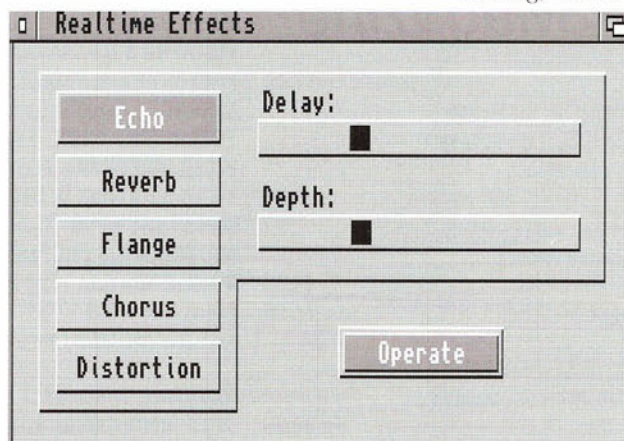 Realtime Effects
Echo
Reverb
Flange
Chorus
Distortion
Delay:
Depth:
Operate